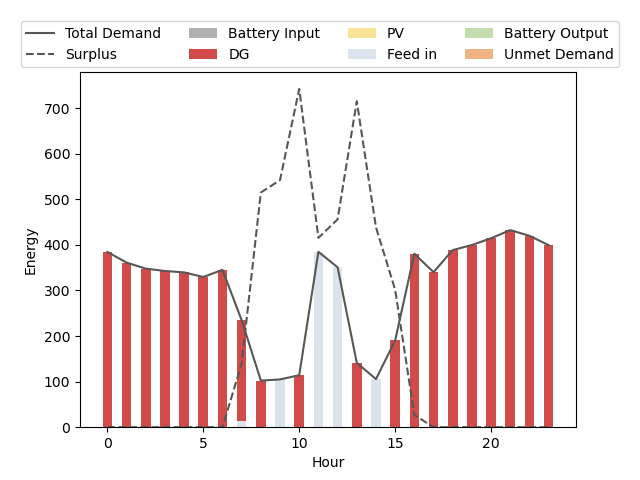 Total Demand Battery Input PV Battery Output
Surplus DG Feed in Unmet Demand
700
600
500
400
300
200
100
0
Energy
0 5 10 15 20
Hour